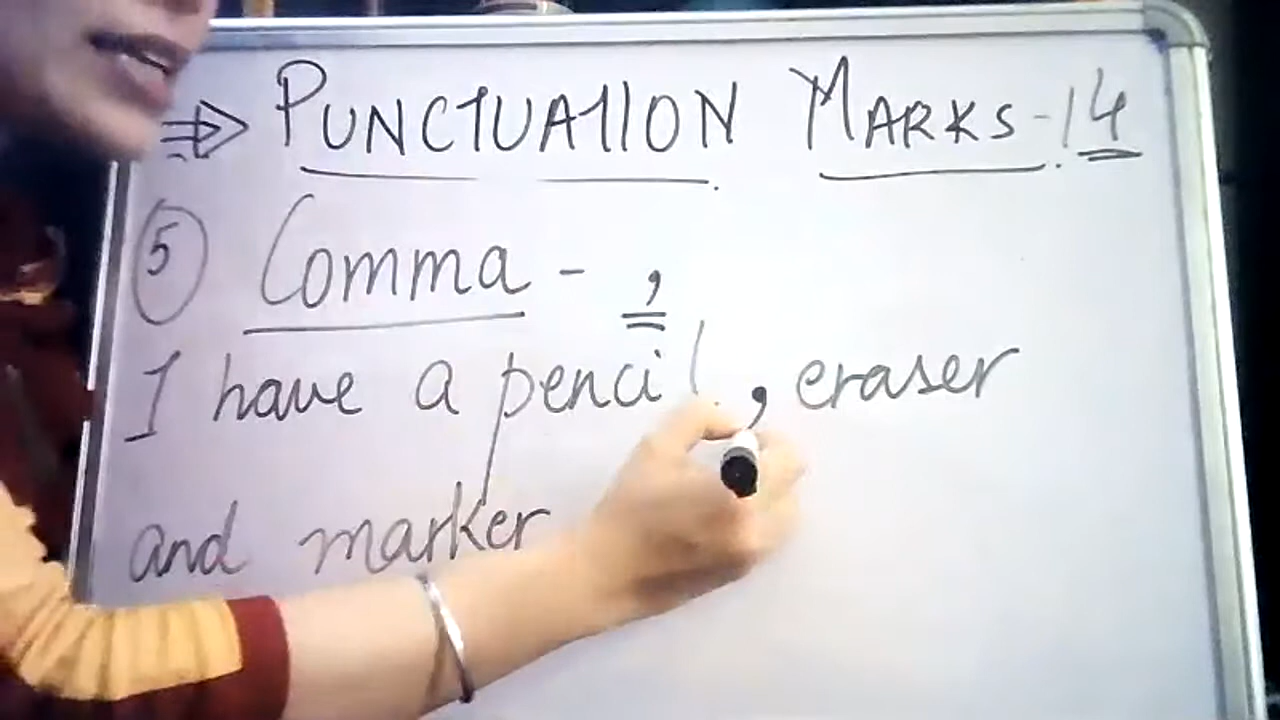 ⇒ PUNCTUATION MARKS - 14
5 Comma - ,
I have a pencil, eraser
and marker